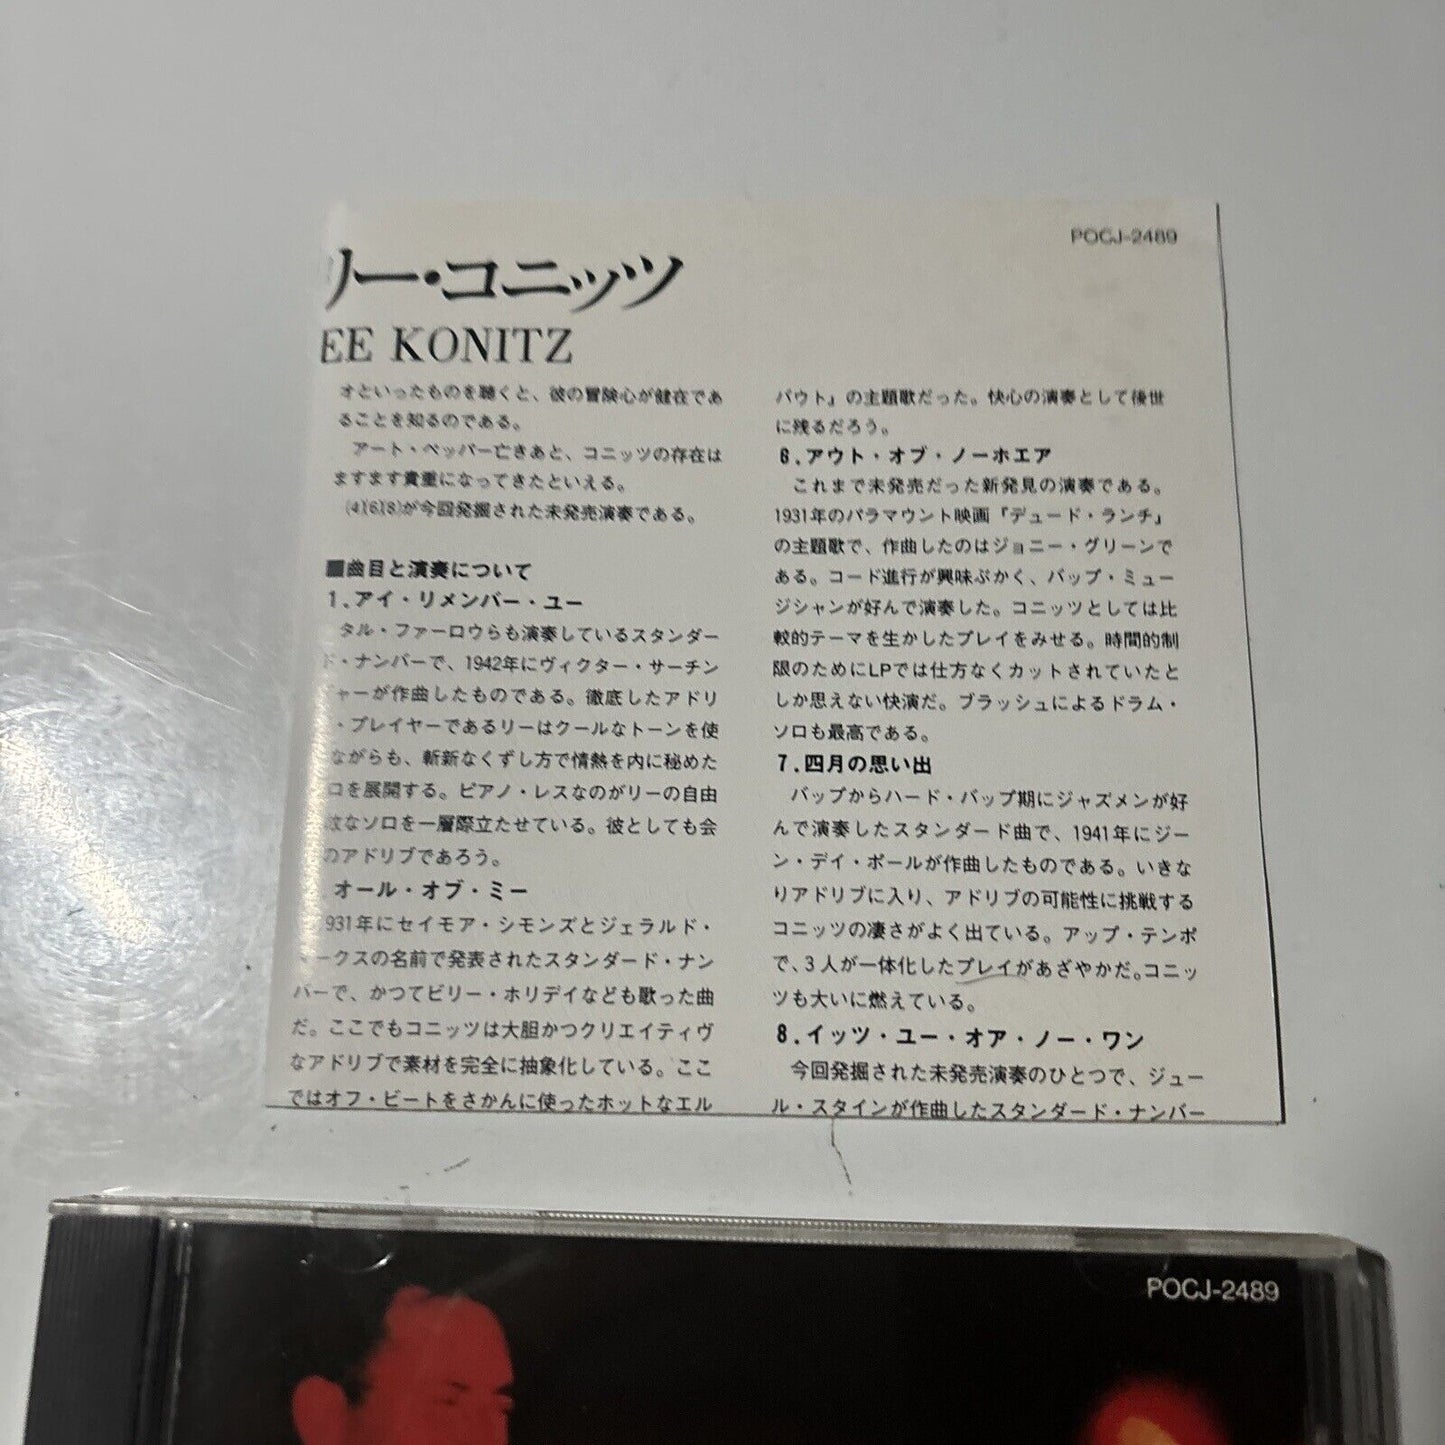 POCJ-2489
リー・コニッツ
EE KONITZ
オといったものを聴くと、彼の冒険心が健在であ
ることを知るのである。
アート・ペッパー亡きあと、コニッツの存在は
ますます貴重になってきたといえる。
(4)(6)(8)が今回発掘された未発売演奏である。
■曲目と演奏について
1.アイ・リメンバー・ユー
タル・ファーロウらも演奏しているスタンダー
ド・ナンバーで、1942年にヴィクター・サーチン
ャーが作曲したものである。徹底したアドリ
・プレイヤーであるリーはクールなトーンを使
ながらも、斬新なくずし方で情熱を内に秘めた
ロを展開する。ピアノ・レスなのがリーの自由
なソロを一層際立たせている。彼としても会
のアドリブであろう。
オール・オブ・ミー
931年にセイモア・シモンズとジェラルド・
ークスの名前で発表されたスタンダード・ナン
バーで、かつてビリー・ホリデイなども歌った曲
だ。ここでもコニッツは大胆かつクリエイティヴ
なアドリブで素材を完全に抽象化している。ここ
ではオフ・ビートをさかんに使ったホットなエル
バウト』の主題歌だった。快心の演奏として後世
に残るだろう。
6.アウト・オブ・ノーホエア
これまで未発売だった新発見の演奏である。
1931年のパラマウント映画『デュード・ランチ』
の主題歌で、作曲したのはジョニー・グリーンで
ある。コード進行が興味ぶかく、バップ・ミュー
ジシャンが好んで演奏した。コニッツとしては比
較的テーマを生かしたプレイをみせる。時間的制
限のためにLPでは仕方なくカットされていたと
しか思えない快演だ。ブラッシュによるドラム・
ソロも最高である。
7.四月の思い出
バップからハード・バップ期にジャズメンが好
んで演奏したスタンダード曲で、1941年にジー
ン・デイ・ポールが作曲したものである。いきな
りアドリブに入り、アドリブの可能性に挑戦する
コニッツの凄さがよく出ている。アップ・テンポ
で、3人が一体化したプレイがあざやかだ。コニッ
ツも大いに燃えている。
8.イッツ・ユー・オア・ノー・ワン
今回発掘された未発売演奏のひとつで、ジュー
ル・スタインが作曲したスタンダード・ナンバー
POCJ-2489